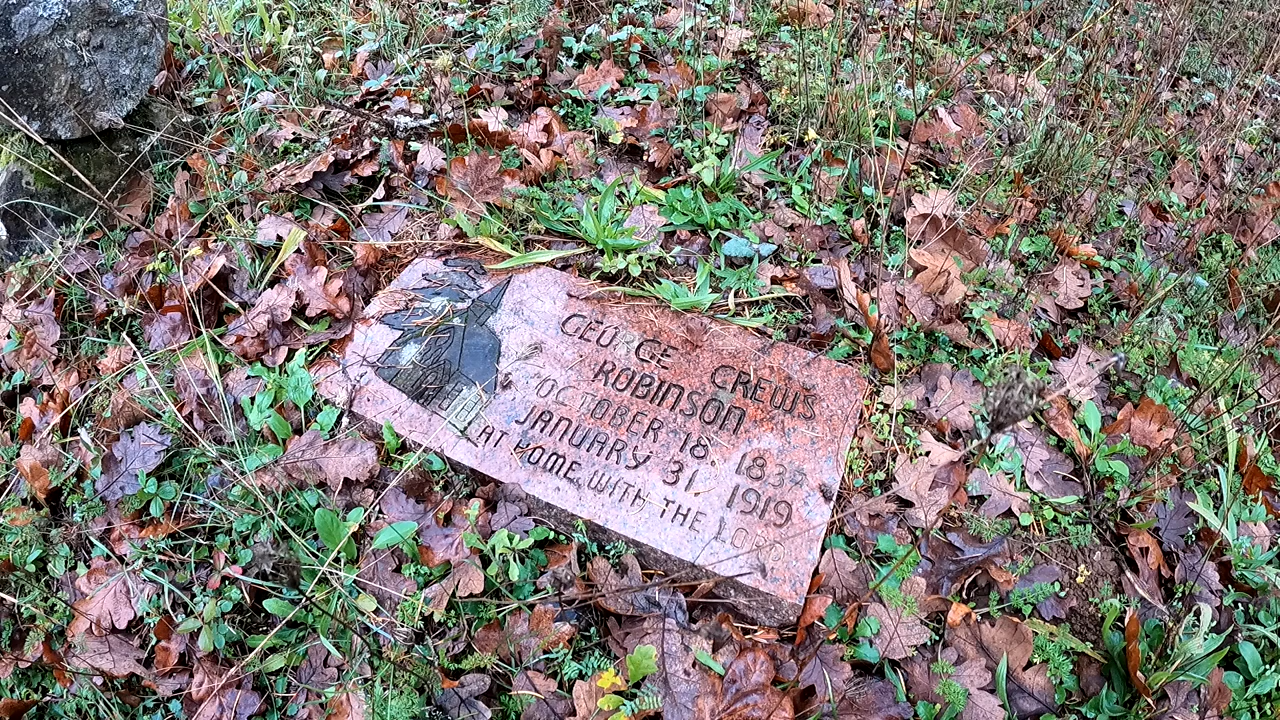 GEORGE CREWS
ROBINSON
OCTOBER 18. 1839
JANUARY 31 1919
AT HOME WITH THE LORD